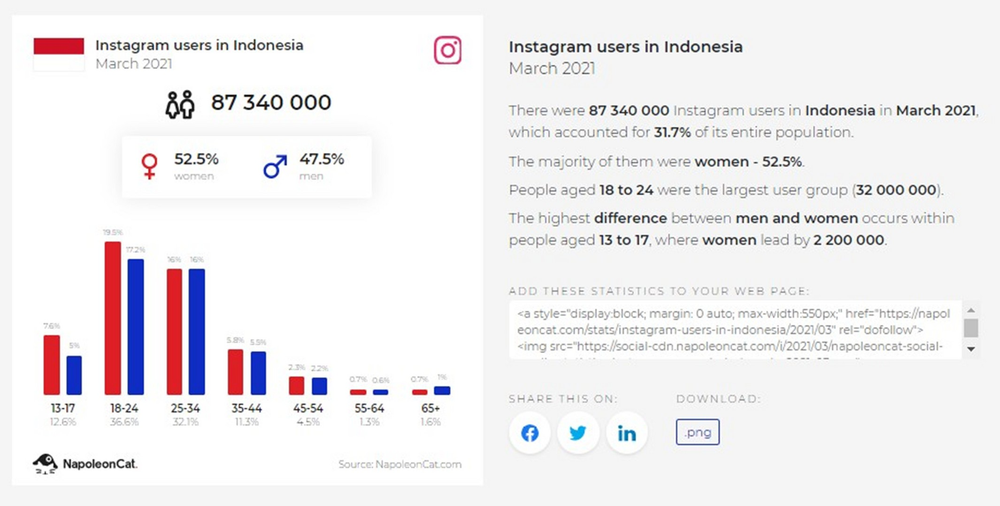 Instagram users in Indonesia
March 2021
87 340 000
52.5%
women
47.5%
men
19.5%
17.2%
16%
16%
7.6%
5%
5.8%
5.5%
2.3%
2.2%
0.7%
0.6%
0.7%
1%
13-17
18-24
25-34
35-44
45-54
55-64
65+
12.6%
36.6%
32.1%
11.3%
4.5%
1.3%
1.6%
NapoleonCat.
Source: NapoleonCat.com
Instagram users in Indonesia
March 2021
There were 87 340 000 Instagram users in Indonesia in March 2021,
which accounted for 31.7% of its entire population.
The majority of them were women - 52.5%.
People aged 18 to 24 were the largest user group (32 000 000).
The highest difference between men and women occurs within
people aged 13 to 17, where women lead by 2 200 000.
ADD THESE STATISTICS TO YOUR WEB PAGE:
<a style="display:block; margin: 0 auto; max-width:550px;" href="https://napol
eoncat.com/stats/instagram-users-in-indonesia/2021/03" rel="dofollow">
<img src="https://social-cdn.napoleoncat.com/i/2021/03/napoleoncat-social-
SHARE THIS ON:
DOWNLOAD:
in
.png